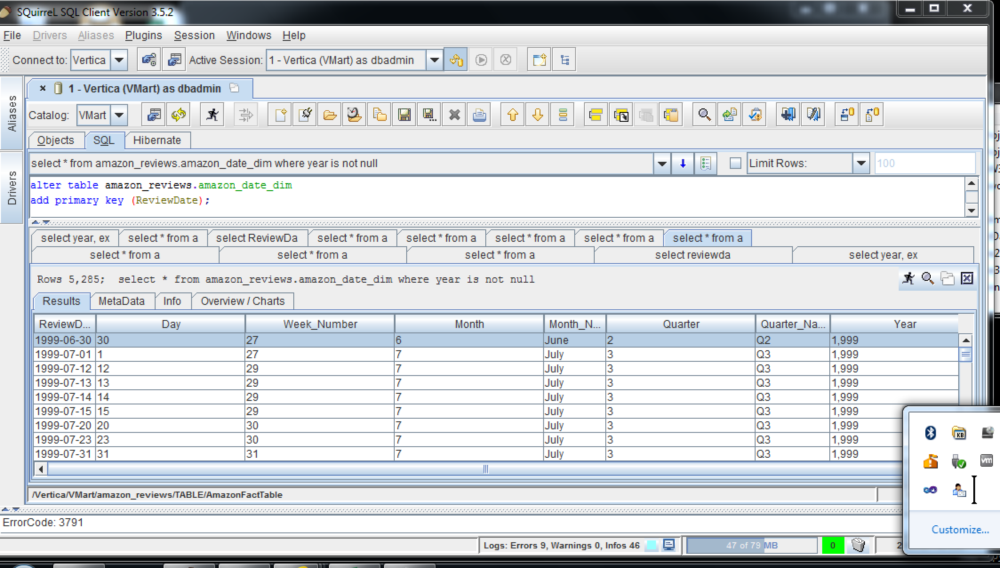 SQuirreL SQL Client Version 3.5.2
File Drivers Aliases Plugins Session Windows Help
Connect to: Vertica Active Session: 1 - Vertica (VMart) as dbadmin
1 - Vertica (VMart) as dbadmin
Aliases
Drivers
Catalog: VMart
Objects SQL Hibernate
select * from amazon_reviews.amazon_date_dim where year is not null Limit Rows: 100
alter table amazon_reviews.amazon_date_dim
add primary key (ReviewDate);
select year, ex select * from a select ReviewDa select * from a select * from a select * from a select * from a select * from a
select * from a select * from a select * from a select reviewda select year, ex
Rows 5,285; select * from amazon_reviews.amazon_date_dim where year is not null
Results MetaData Info Overview / Charts
ReviewD... Day Week_Number Month Month_N... Quarter Quarter_Na... Year
1999-06-30 30 27 6 June 2 Q2 1,999
1999-07-01 1 27 7 July 3 Q3 1,999
1999-07-12 12 29 7 July 3 Q3 1,999
1999-07-13 13 29 7 July 3 Q3 1,999
1999-07-14 14 29 7 July 3 Q3 1,999
1999-07-15 15 29 7 July 3 Q3 1,999
1999-07-20 20 30 7 July 3 Q3 1,999
1999-07-23 23 30 7 July 3 Q3 1,999
1999-07-31 31 31 7 July 3 Q3 1,999
KB
vm
/Vertica/VMart/amazon_reviews/TABLE/AmazonFactTable
ErrorCode: 3791
Customize...
Logs: Errors 9, Warnings 0, Infos 46 47 of 79 MB 0 2